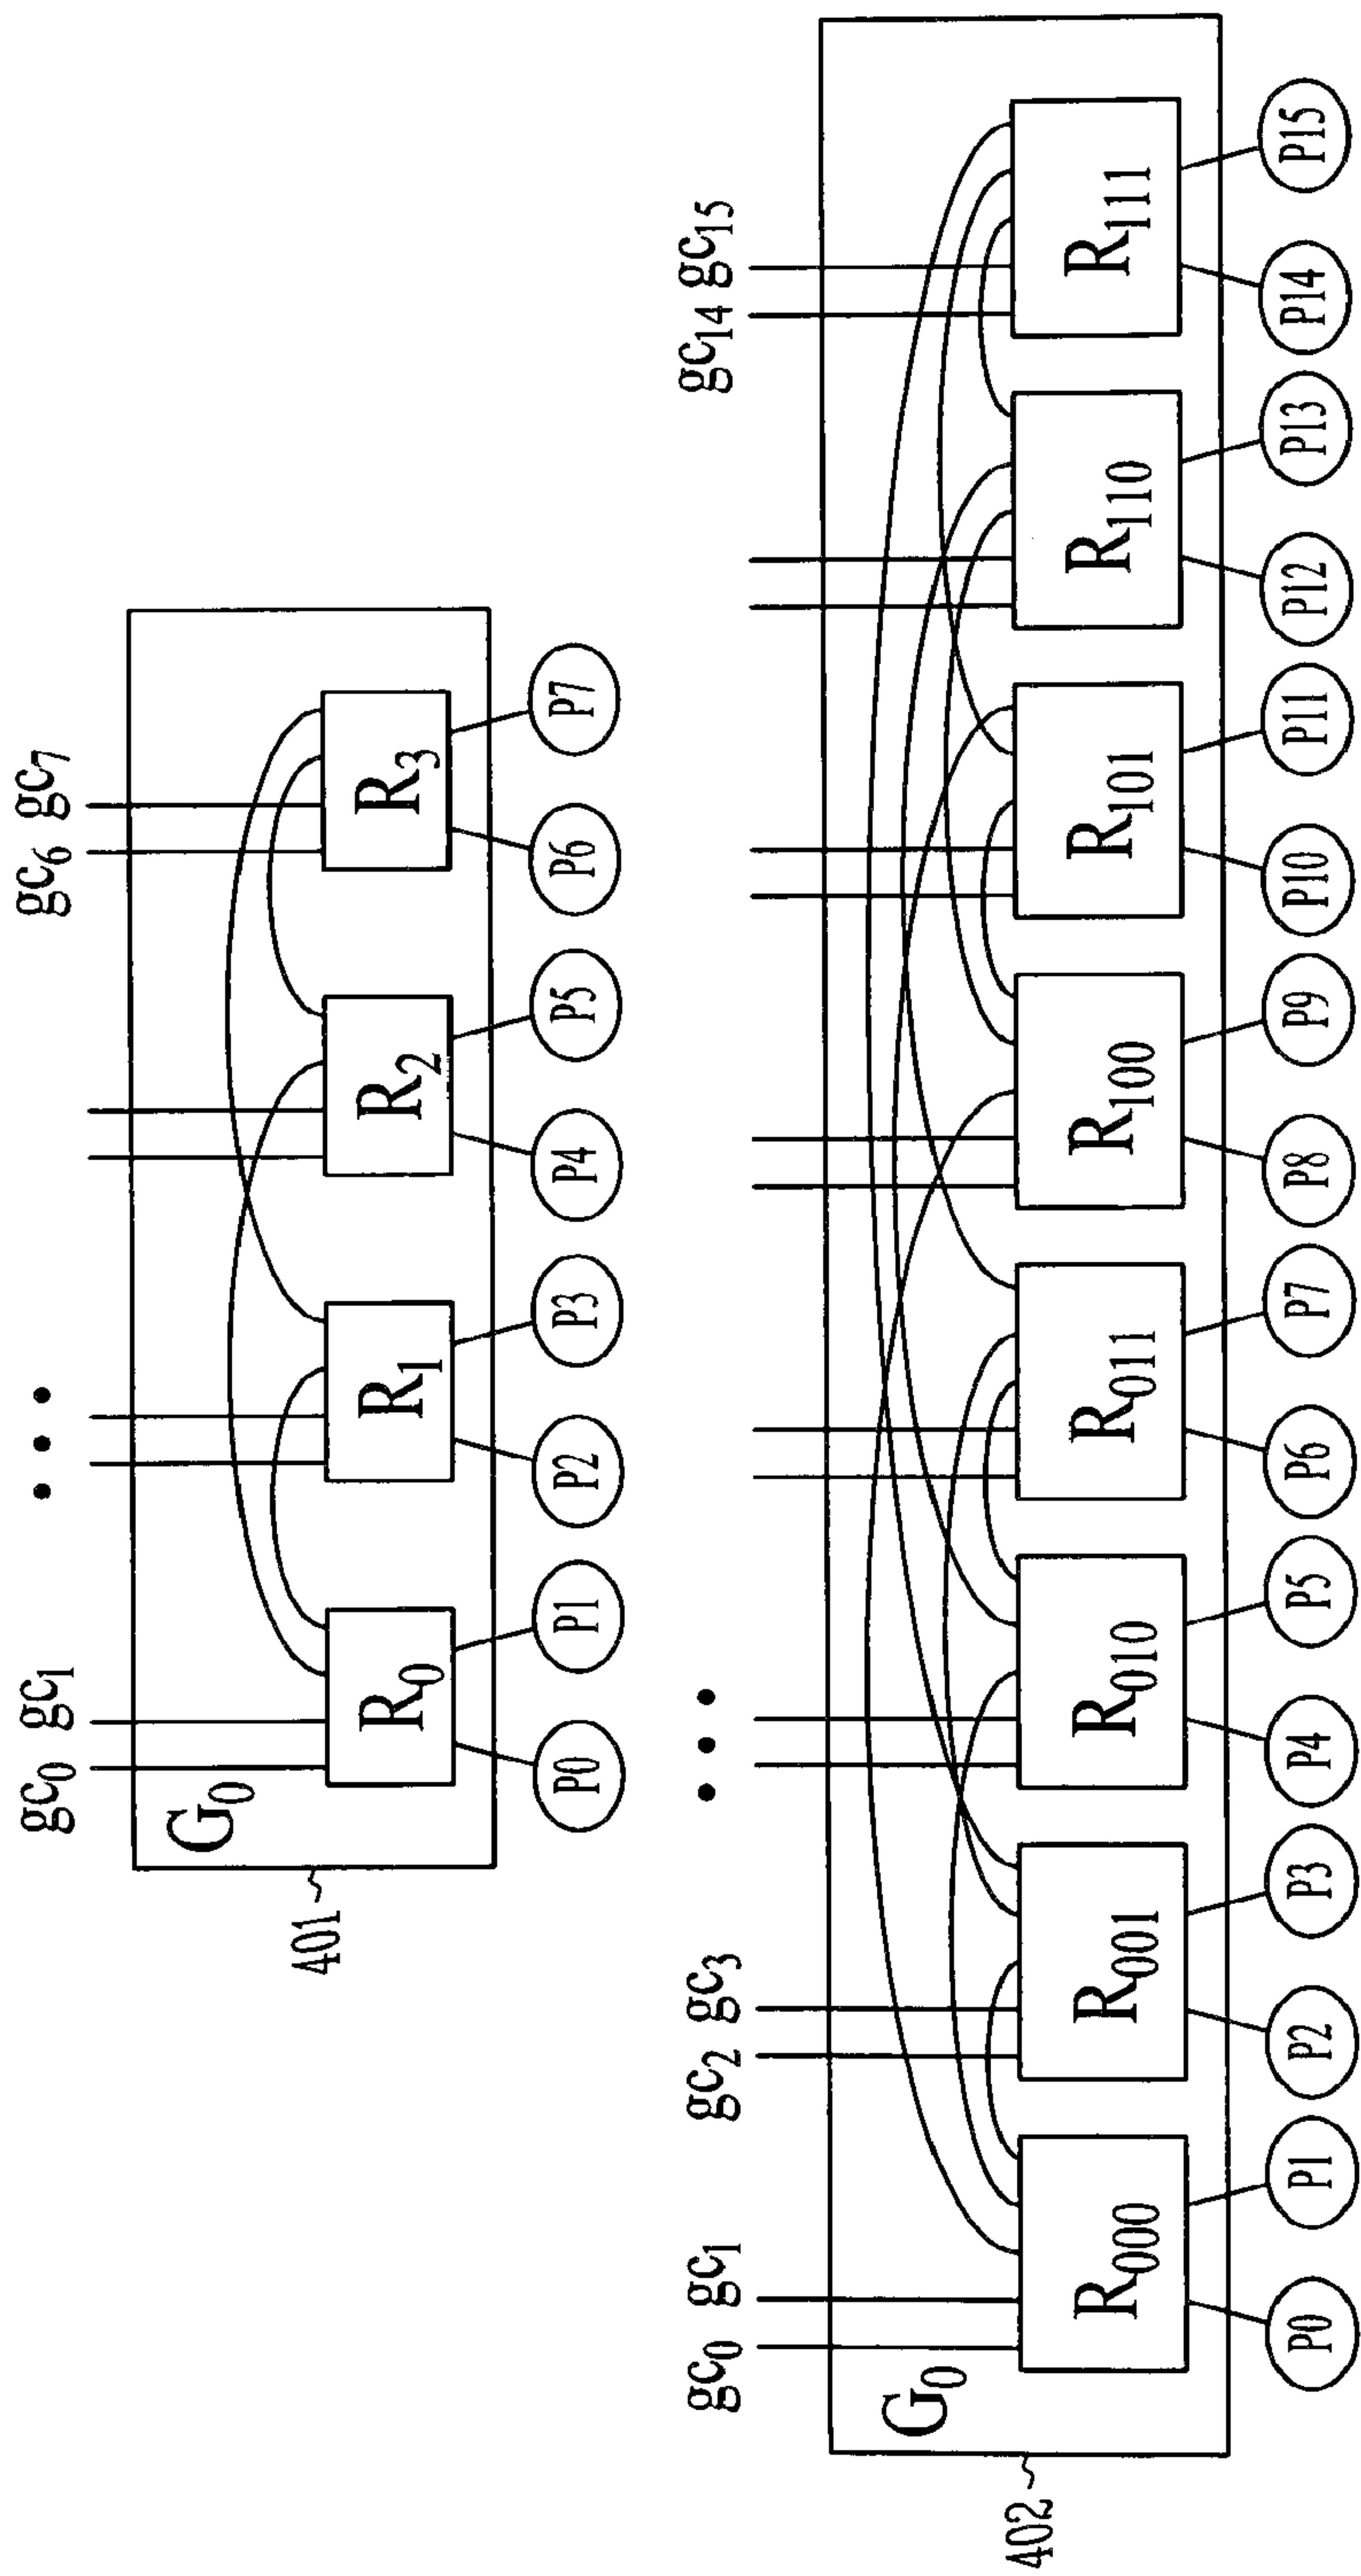 gc0 gc1 • • • gc6 gc7
G0
R0 R1 R2 R3
P0 P1 P2 P3 P4 P5 P6 P7
401
gc0 gc1 gc2 gc3 • • • gc14 gc15
G0
R000 R001 R010 R011 R100 R101 R110 R111
P0 P1 P2 P3 P4 P5 P6 P7 P8 P9 P10 P11 P12 P13 P14 P15
402